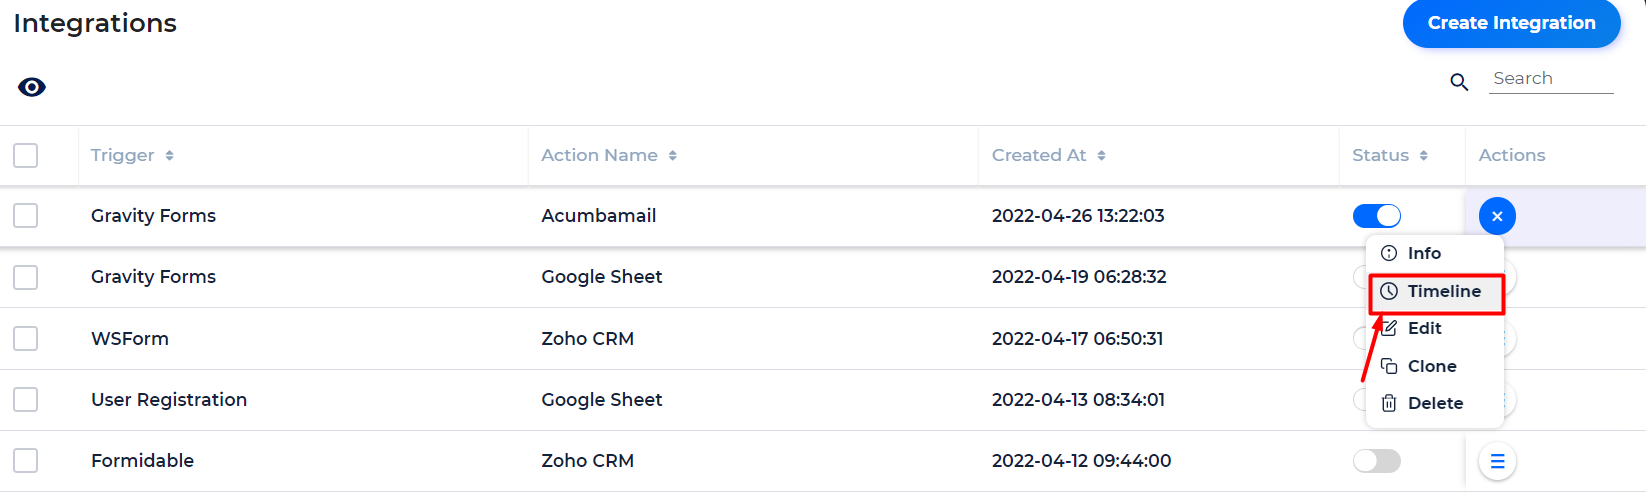 Integrations
Create Integration
Search
Trigger Action Name Created At Status Actions
Gravity Forms Acumbamail 2022-04-26 13:22:03
Info
Gravity Forms Google Sheet 2022-04-19 06:28:32
Timeline
Edit
WSForm Zoho CRM 2022-04-17 06:50:31
Clone
User Registration Google Sheet 2022-04-13 08:34:01
Delete
Formidable Zoho CRM 2022-04-12 09:44:00